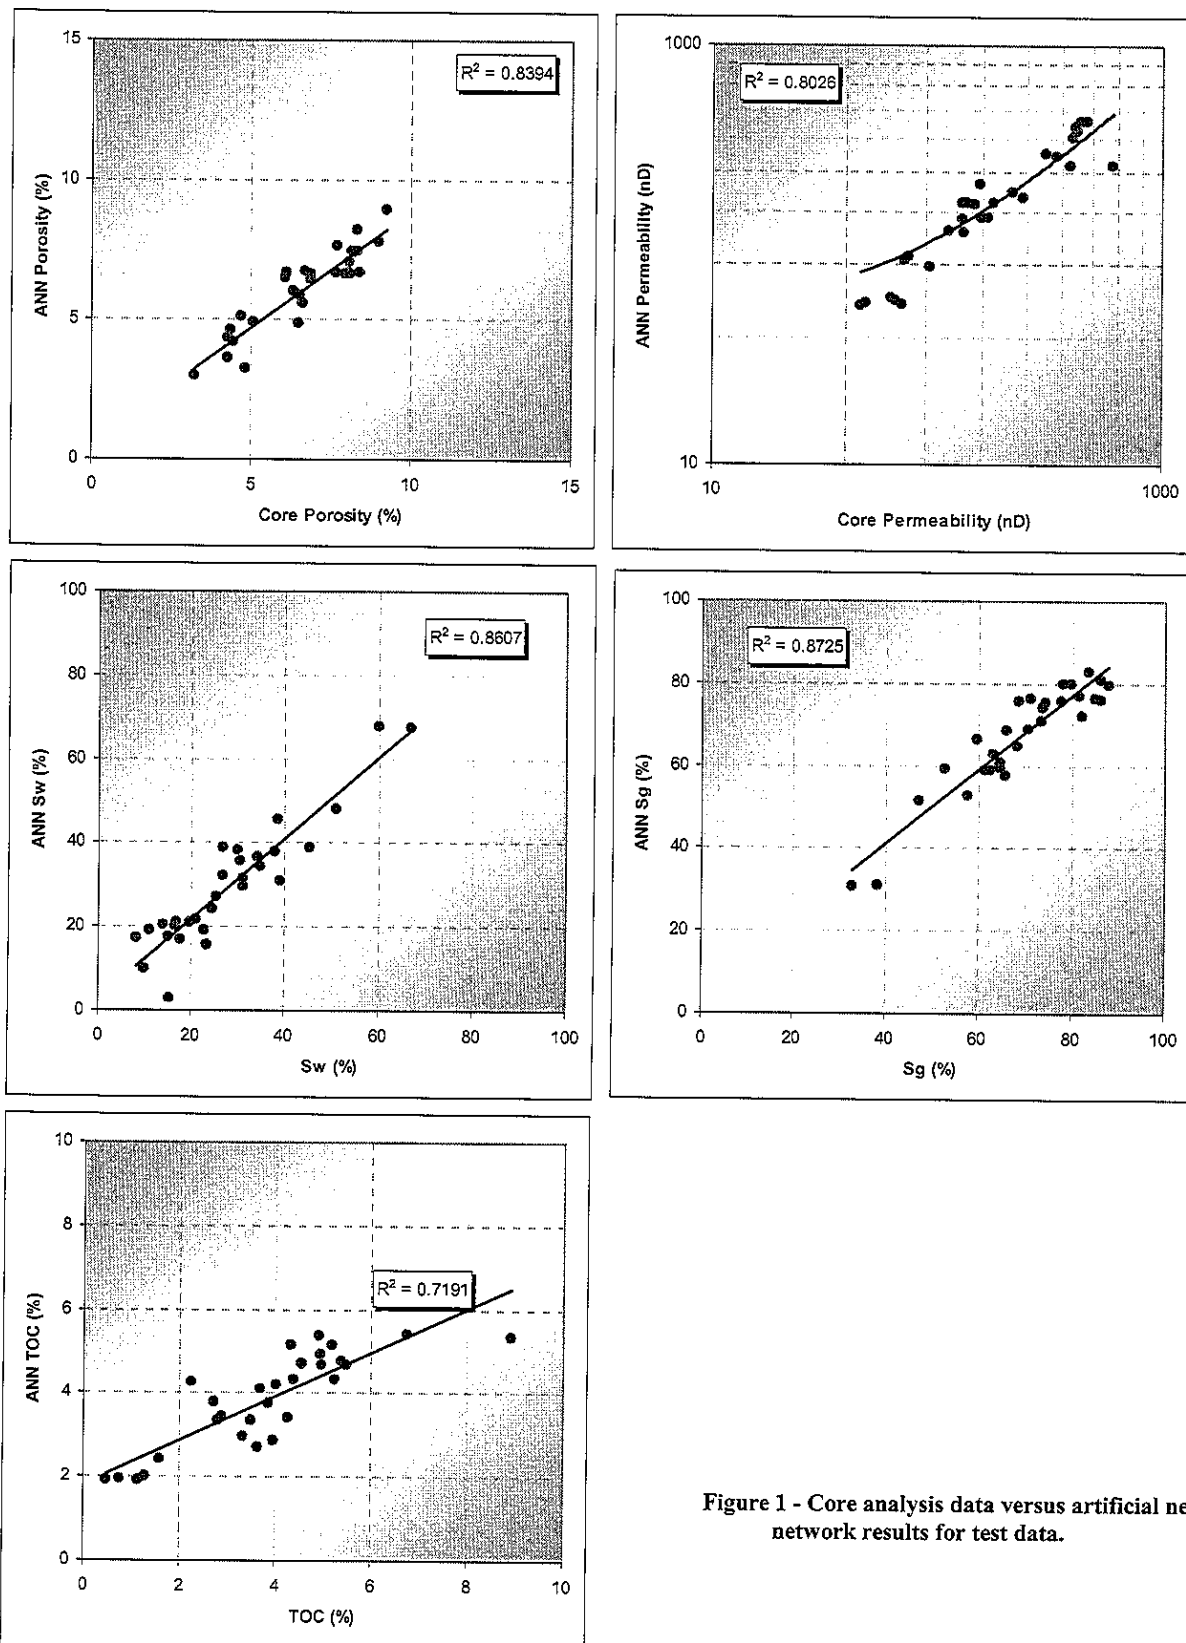 15
10
5
0
0
5
10
15
ANN Porosity (%)
Core Porosity (%)
R² = 0.8394
1000
10
10
1000
ANN Permeability (nD)
Core Permeability (nD)
R² = 0.8026
100
80
60
40
20
0
0
20
40
60
80
100
ANN Sw (%)
Sw (%)
R² = 0.8607
100
80
60
40
20
0
0
20
40
60
80
100
ANN Sg (%)
Sg (%)
R² = 0.8725
10
8
6
4
2
0
0
2
4
6
8
10
ANN TOC (%)
TOC (%)
R² = 0.7191
Figure 1 - Core analysis data versus artificial ne
network results for test data.